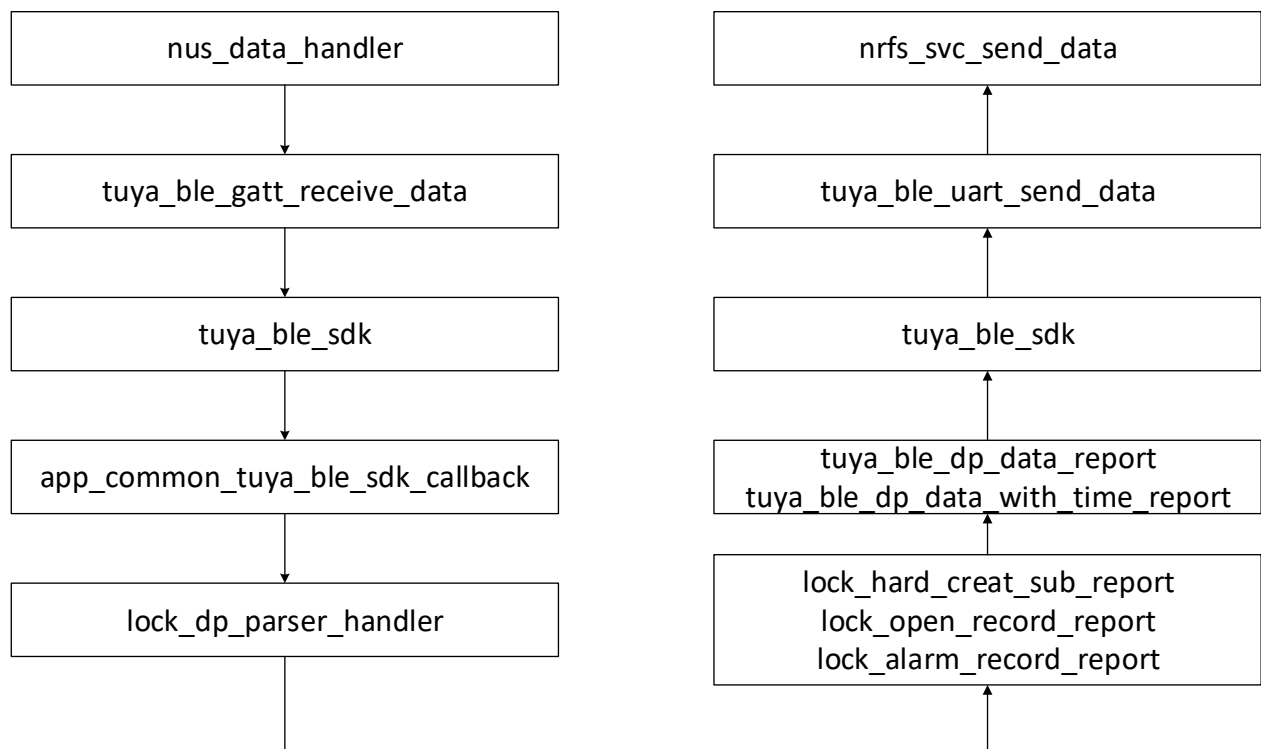 nus_data_handler
tuya_ble_gatt_receive_data
tuya_ble_sdk
app_common_tuya_ble_sdk_callback
lock_dp_parser_handler
nrfs_svc_send_data
tuya_ble_uart_send_data
tuya_ble_sdk
tuya_ble_dp_data_report
tuya_ble_dp_data_with_time_report
lock_hard_creat_sub_report
lock_open_record_report
lock_alarm_record_report